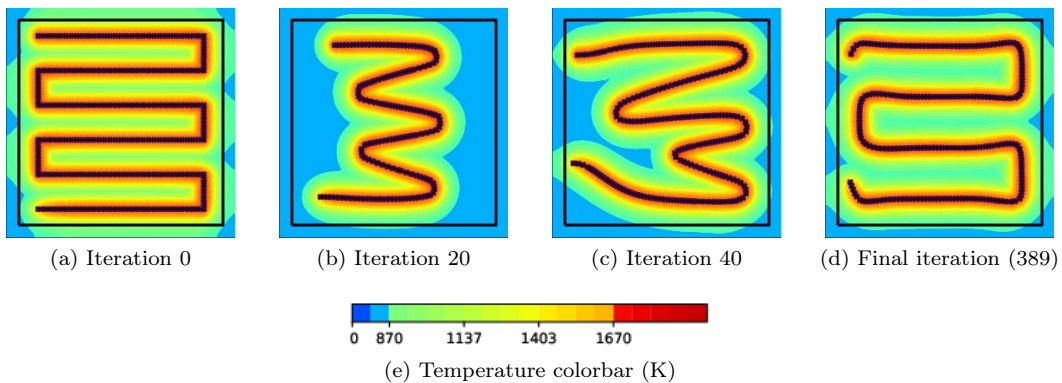 (a) Iteration 0
(b) Iteration 20
(c) Iteration 40
(d) Final iteration (389)
0 870 1137 1403 1670
(e) Temperature colorbar (K)